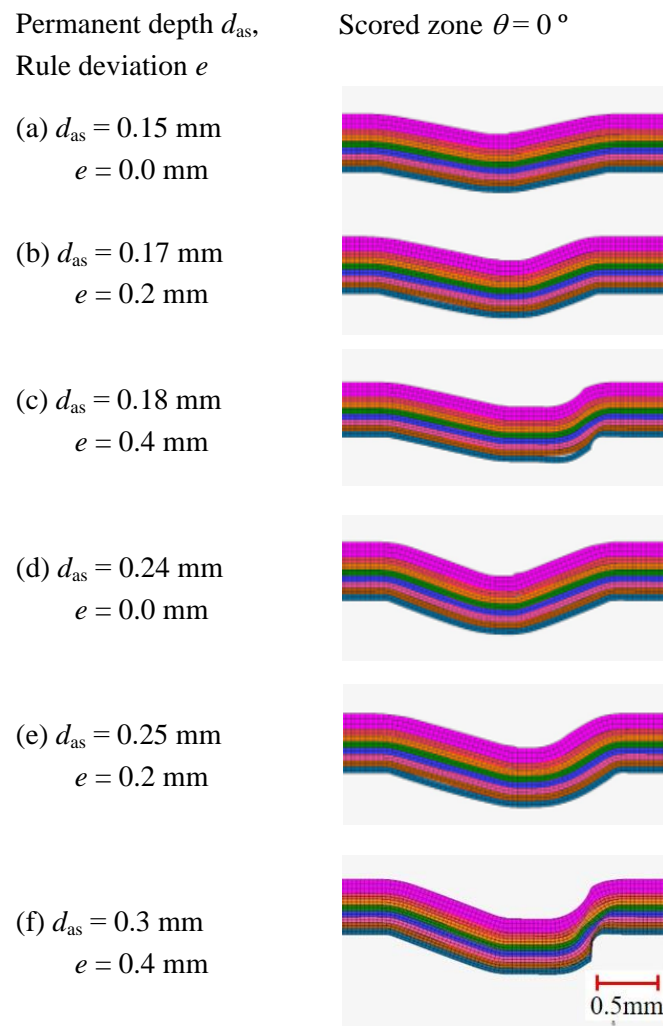 Permanent depth das, Scored zone θ = 0 º
Rule deviation e
(a) das = 0.15 mm
e = 0.0 mm
(b) das = 0.17 mm
e = 0.2 mm
(c) das = 0.18 mm
e = 0.4 mm
(d) das = 0.24 mm
e = 0.0 mm
(e) das = 0.25 mm
e = 0.2 mm
(f) das = 0.3 mm
e = 0.4 mm
0.5mm